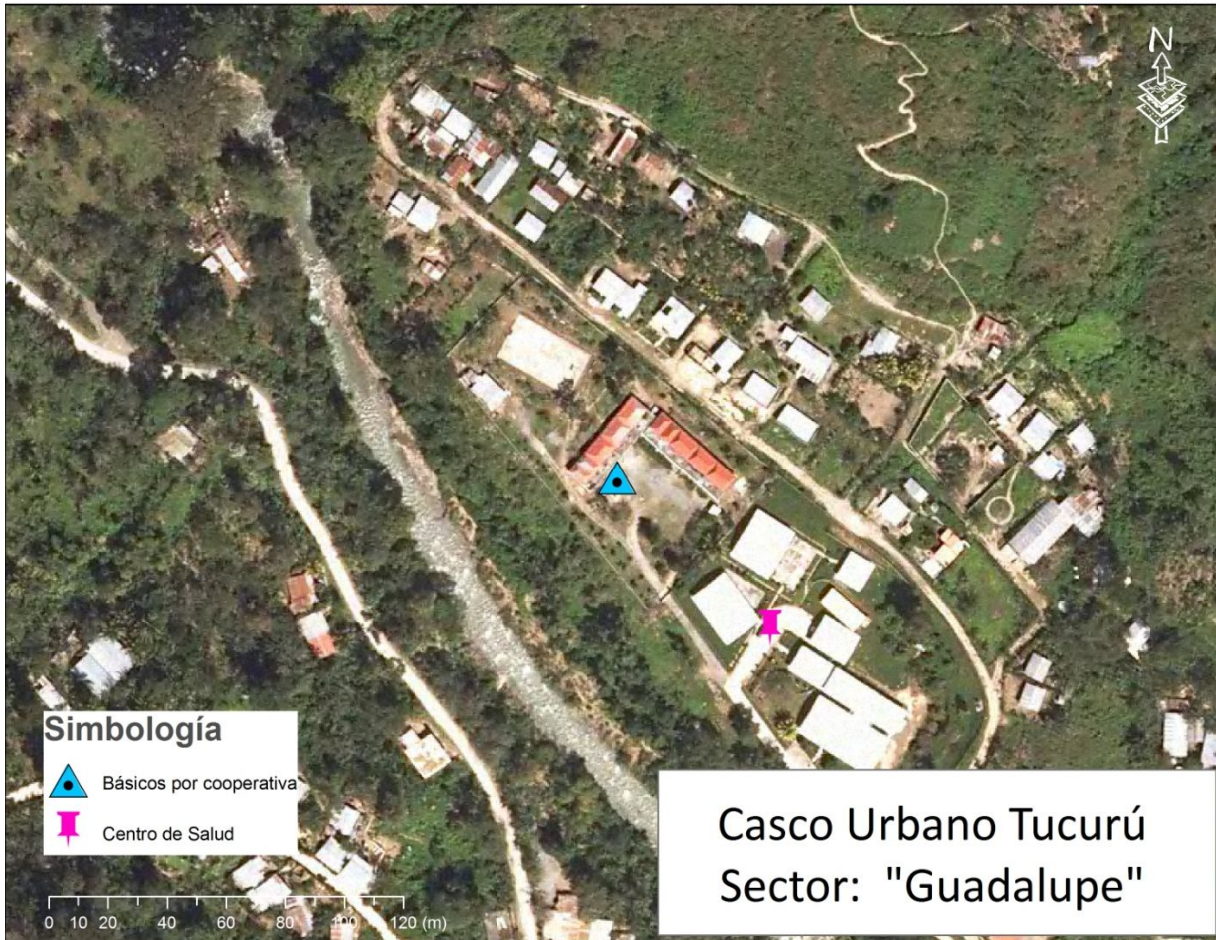 N
Simbología
Básicos por cooperativa
Centro de Salud
0 10 20 40 60 80 100 120 (m)
Casco Urbano Tucurú
Sector: "Guadalupe"